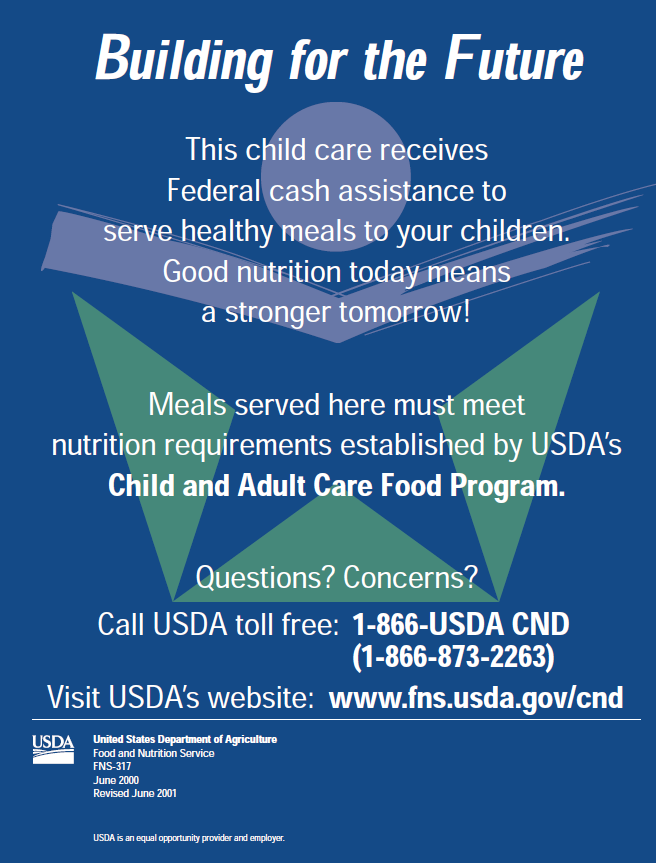 Building for the Future
This child care receives
Federal cash assistance to
serve healthy meals to your children.
Good nutrition today means
a stronger tomorrow!
Meals served here must meet
nutrition requirements established by USDA's
Child and Adult Care Food Program.
Questions? Concerns?
Call USDA toll free: 1-866-USDA CND
(1-866-873-2263)
Visit USDA's website: www.fns.usda.gov/cnd
USDA
United States Department of Agriculture
Food and Nutrition Service
FNS-317
June 2000
Revised June 2001
USDA is an equal opportunity provider and employer.